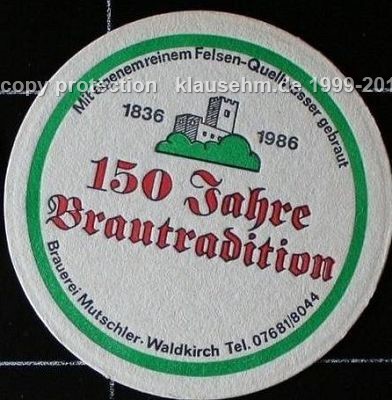 Mit eigenem reinem Felsen-Quellwasser gebraut
copy protection klausehm.de 1999-201
1836
1986
150 Jahre
Brautradition
Brauerei Mutschler · Waldkirch Tel. 07681/8044